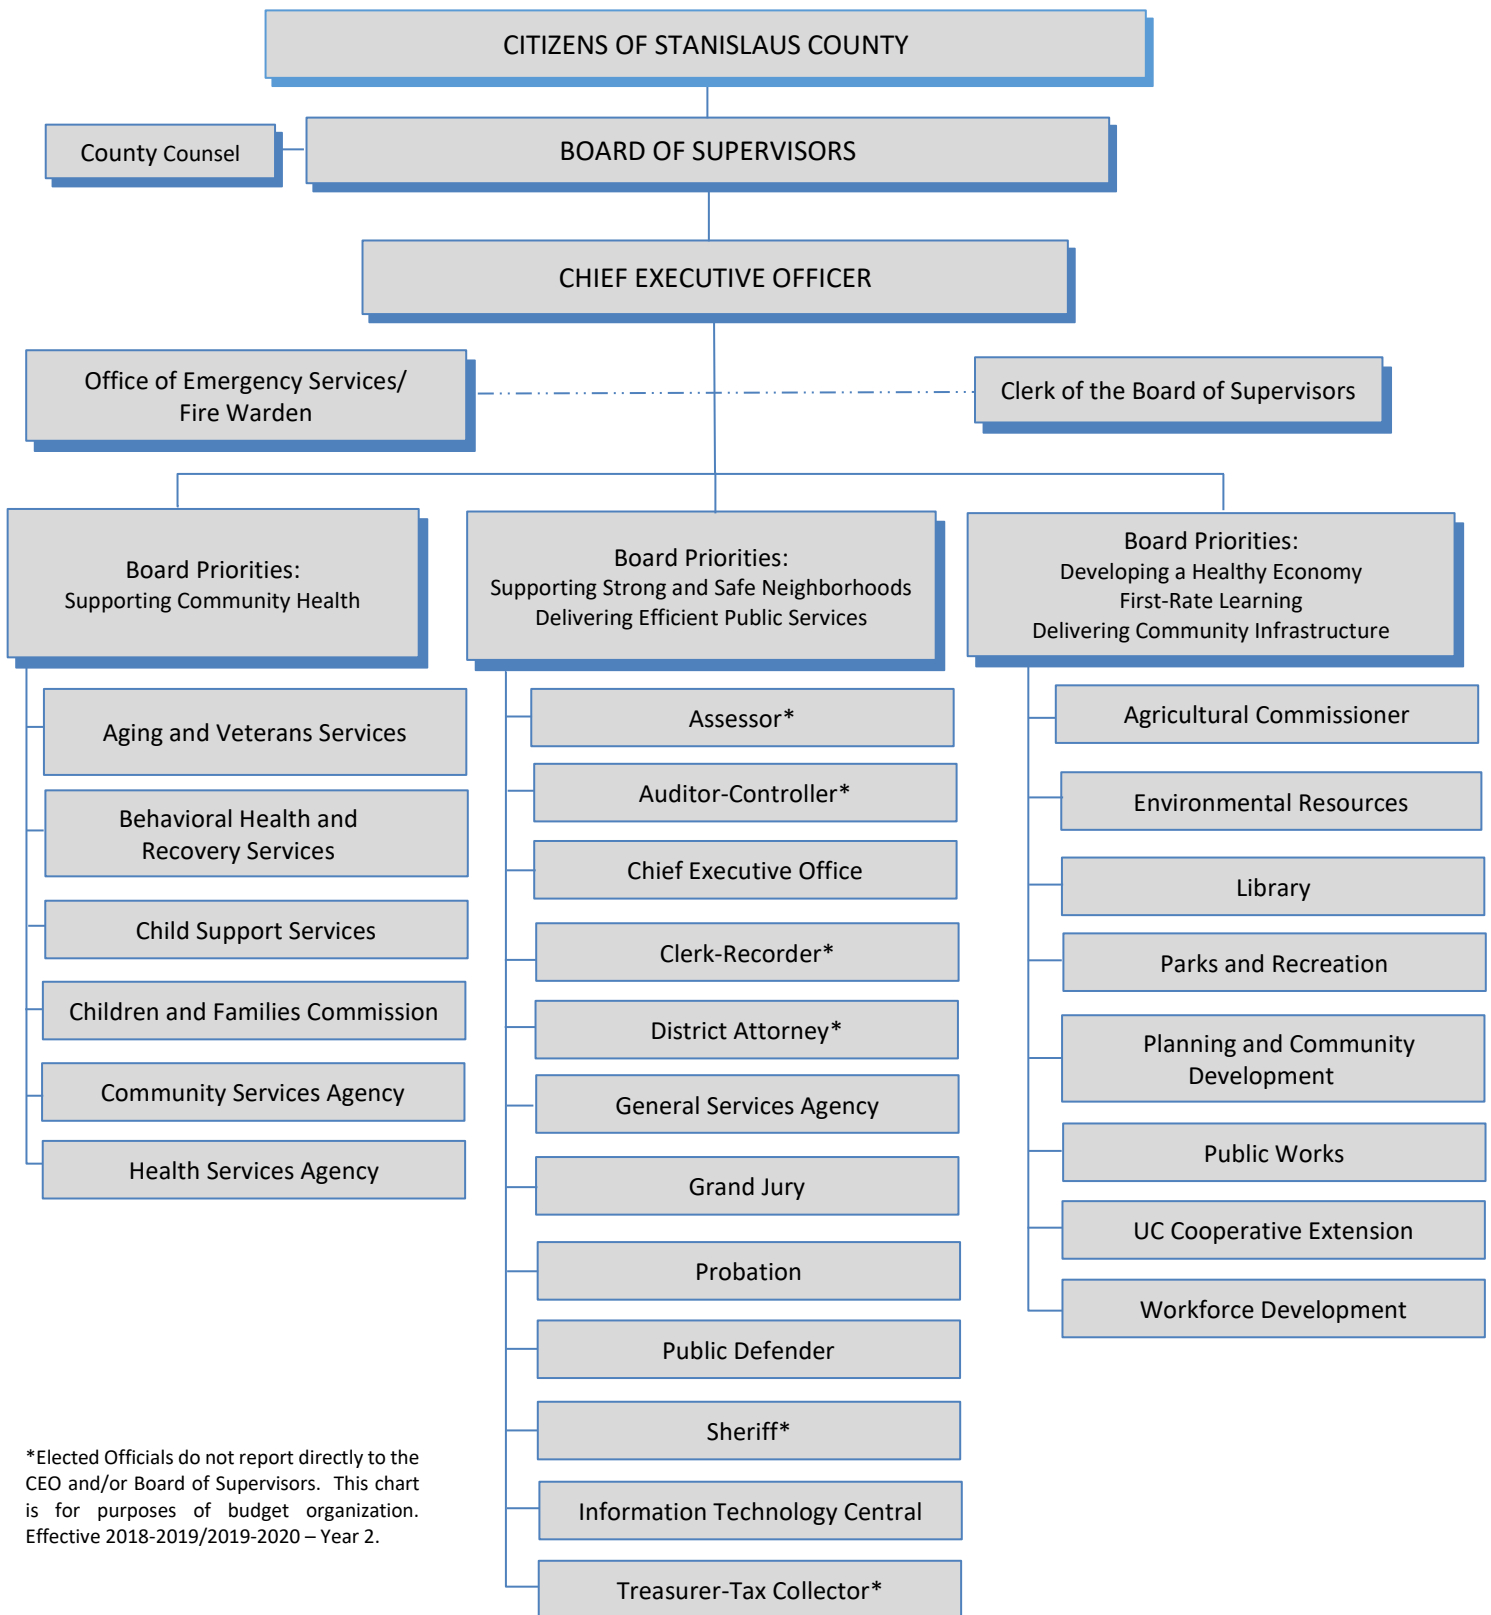 CITIZENS OF STANISLAUS COUNTY
County Counsel
BOARD OF SUPERVISORS
CHIEF EXECUTIVE OFFICER
Office of Emergency Services/
Fire Warden
Clerk of the Board of Supervisors
Board Priorities:
Supporting Community Health
Board Priorities:
Supporting Strong and Safe Neighborhoods
Delivering Efficient Public Services
Board Priorities:
Developing a Healthy Economy
First-Rate Learning
Delivering Community Infrastructure
Aging and Veterans Services
Behavioral Health and
Recovery Services
Child Support Services
Children and Families Commission
Community Services Agency
Health Services Agency
Assessor*
Auditor-Controller*
Chief Executive Office
Clerk-Recorder*
District Attorney*
General Services Agency
Grand Jury
Probation
Public Defender
Sheriff*
Information Technology Central
Treasurer-Tax Collector*
Agricultural Commissioner
Environmental Resources
Library
Parks and Recreation
Planning and Community
Development
Public Works
UC Cooperative Extension
Workforce Development
*Elected Officials do not report directly to the
CEO and/or Board of Supervisors. This chart
is for purposes of budget organization.
Effective 2018-2019/2019-2020 – Year 2.